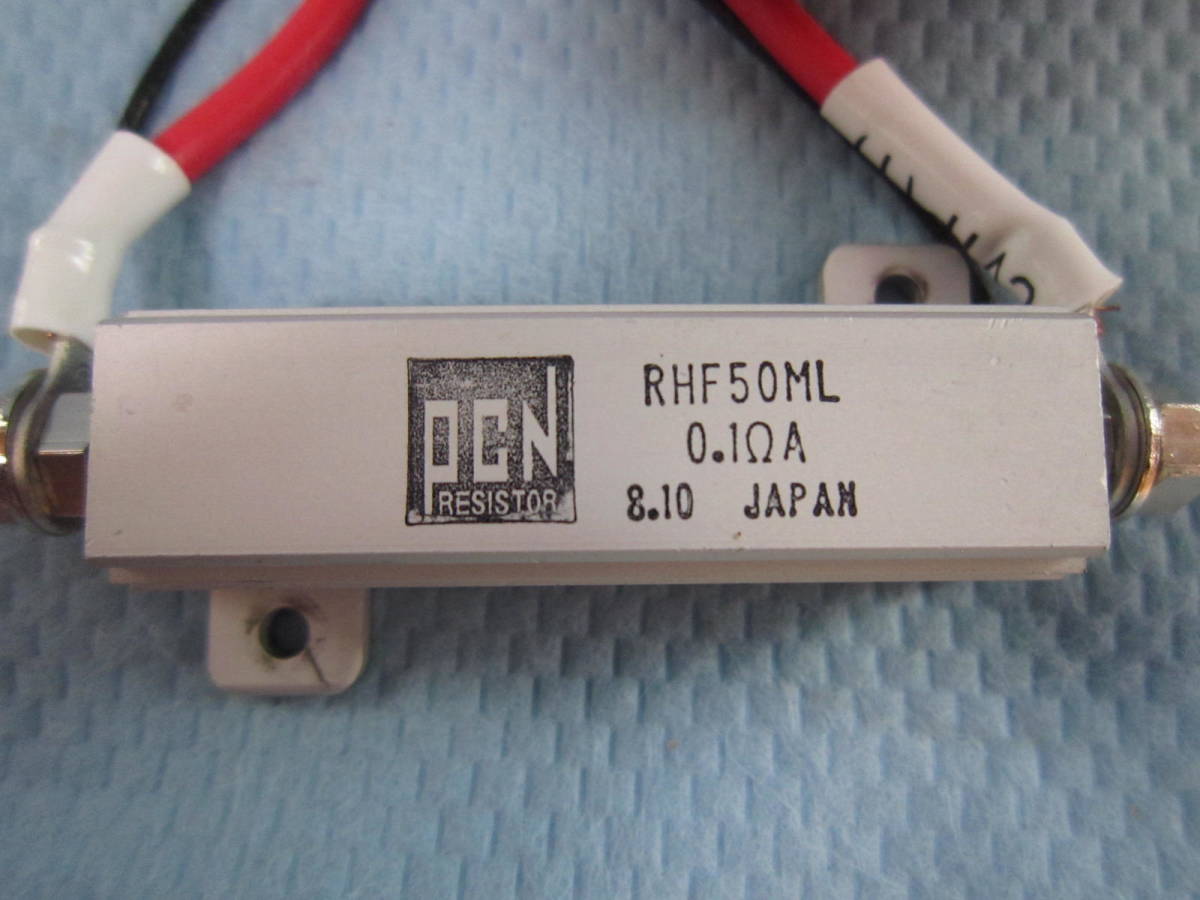 PCN
RESISTOR
RHF50ML
0.1ΩA
8.10 JAPAN